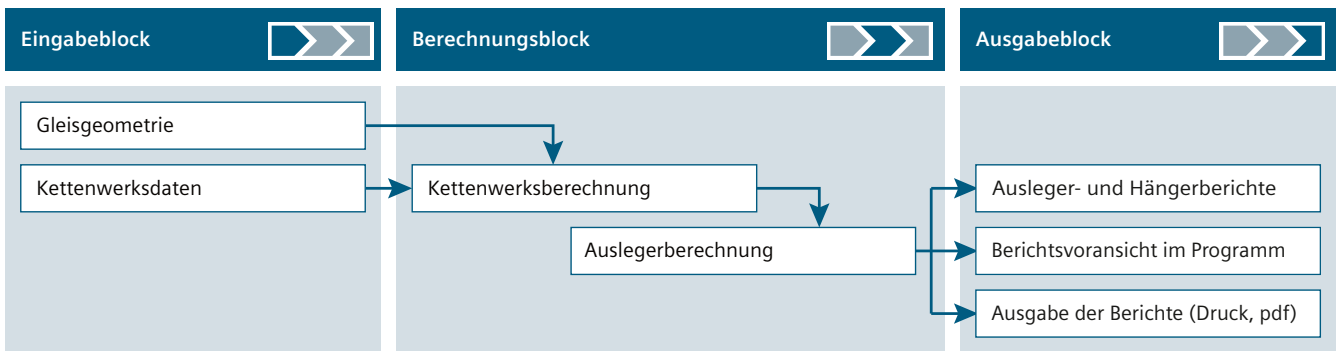 Eingabeblock
Berechnungsblock
Ausgabeblock
Gleisgeometrie
Kettenwerksdaten
Kettenwerksberechnung
Auslegerberechnung
Ausleger- und Hängerberichte
Berichtsvoransicht im Programm
Ausgabe der Berichte (Druck, pdf)